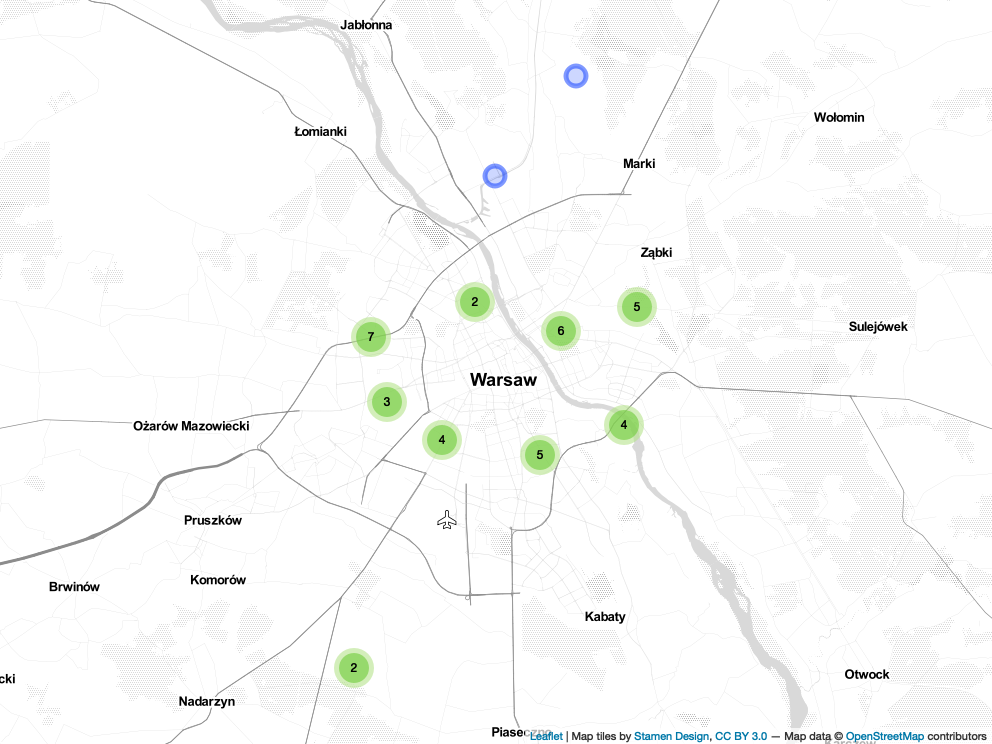 Jabłonna
Wołomin
Łomianki
Marki
Ząbki
2
5
Sulejówek
6
7
Warsaw
3
Ożarów Mazowiecki
4
4
5
Pruszków
Komorów
Brwinów
Kabaty
2
Otwock
cki
Nadarzyn
Piaseczno
Leaflet | Map tiles by Stamen Design, CC BY 3.0 — Map data © OpenStreetMap contributors